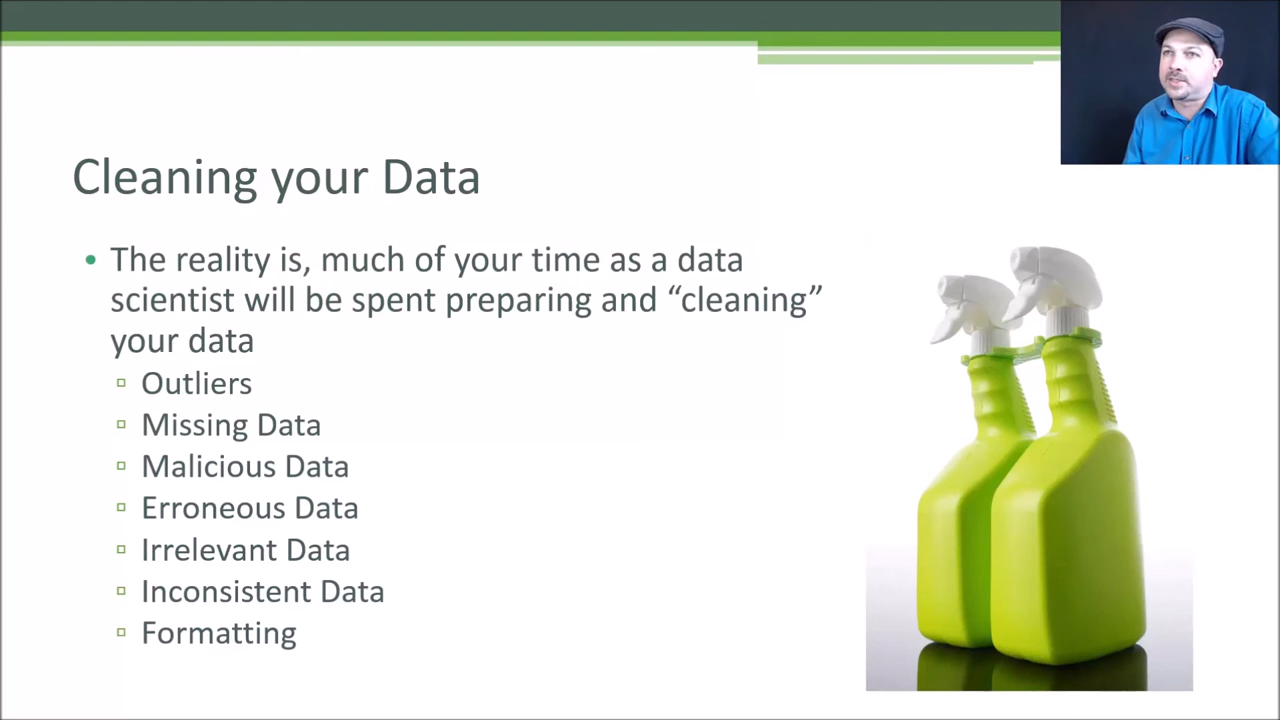 Cleaning your Data
• The reality is, much of your time as a data
scientist will be spent preparing and “cleaning”
your data
▫ Outliers
▫ Missing Data
▫ Malicious Data
▫ Erroneous Data
▫ Irrelevant Data
▫ Inconsistent Data
▫ Formatting